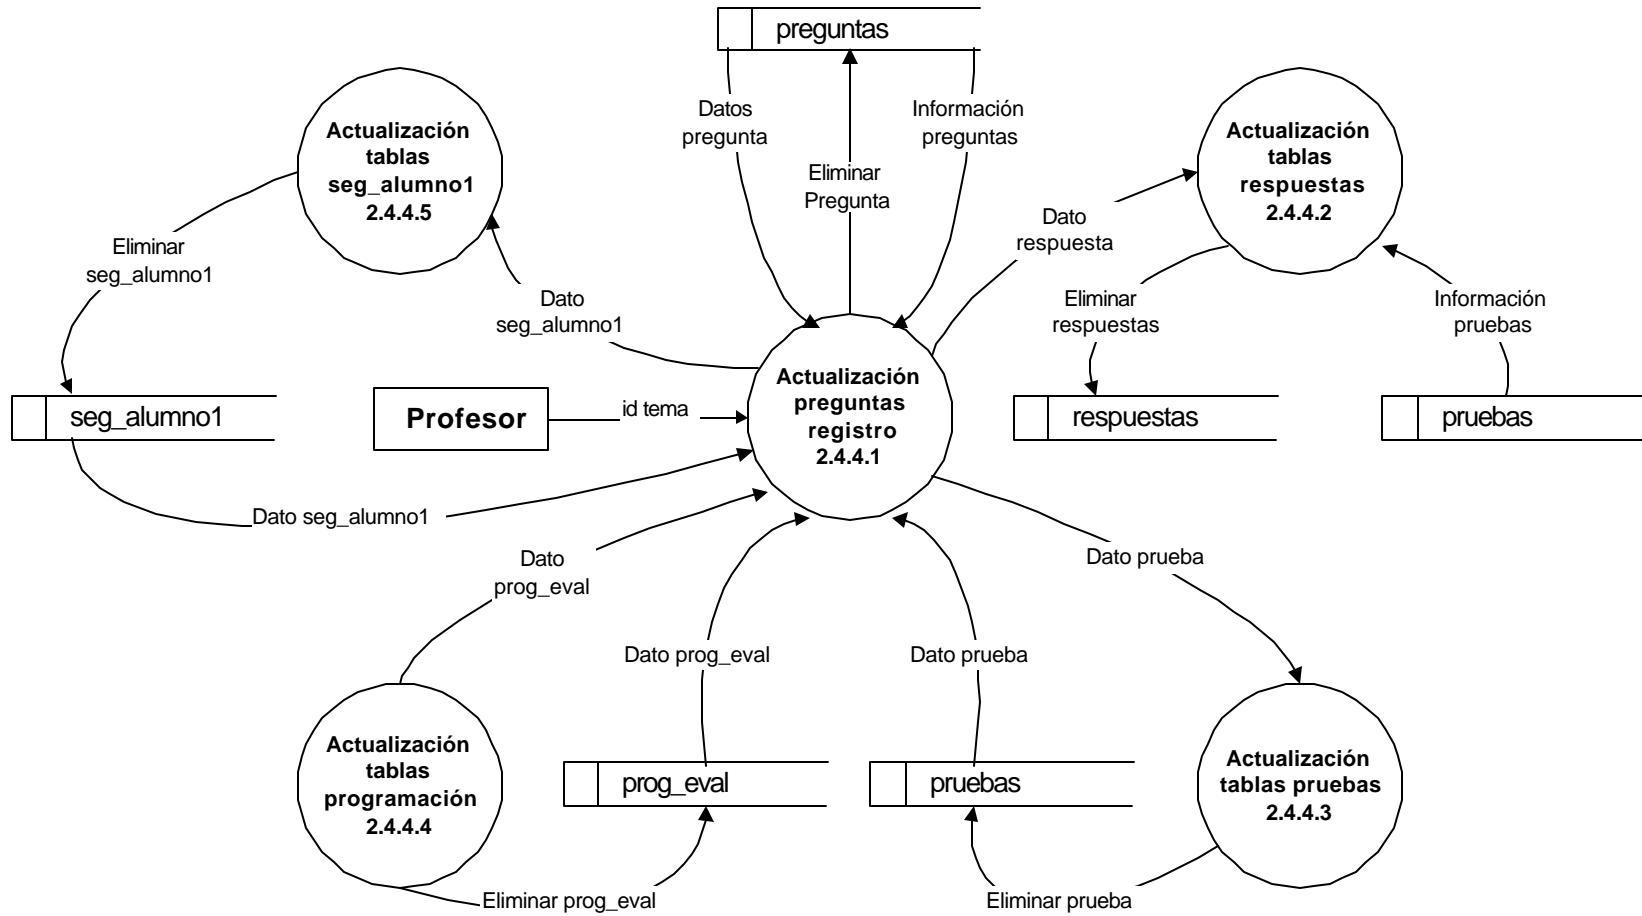 preguntas
Datos
pregunta
Información
preguntas
Eliminar
Pregunta
Actualización
tablas
seg_alumno1
2.4.4.5
Actualización
tablas
respuestas
2.4.4.2
Eliminar
seg_alumno1
Dato
seg_alumno1
Dato
respuesta
Eliminar
respuestas
Información
pruebas
seg_alumno1
Profesor
id tema
Actualización
preguntas
registro
2.4.4.1
respuestas
pruebas
Dato seg_alumno1
Dato
prog_eval
Dato prueba
Dato prog_eval
Dato prueba
Actualización
tablas
programación
2.4.4.4
prog_eval
pruebas
Actualización
tablas pruebas
2.4.4.3
Eliminar prog_eval
Eliminar prueba